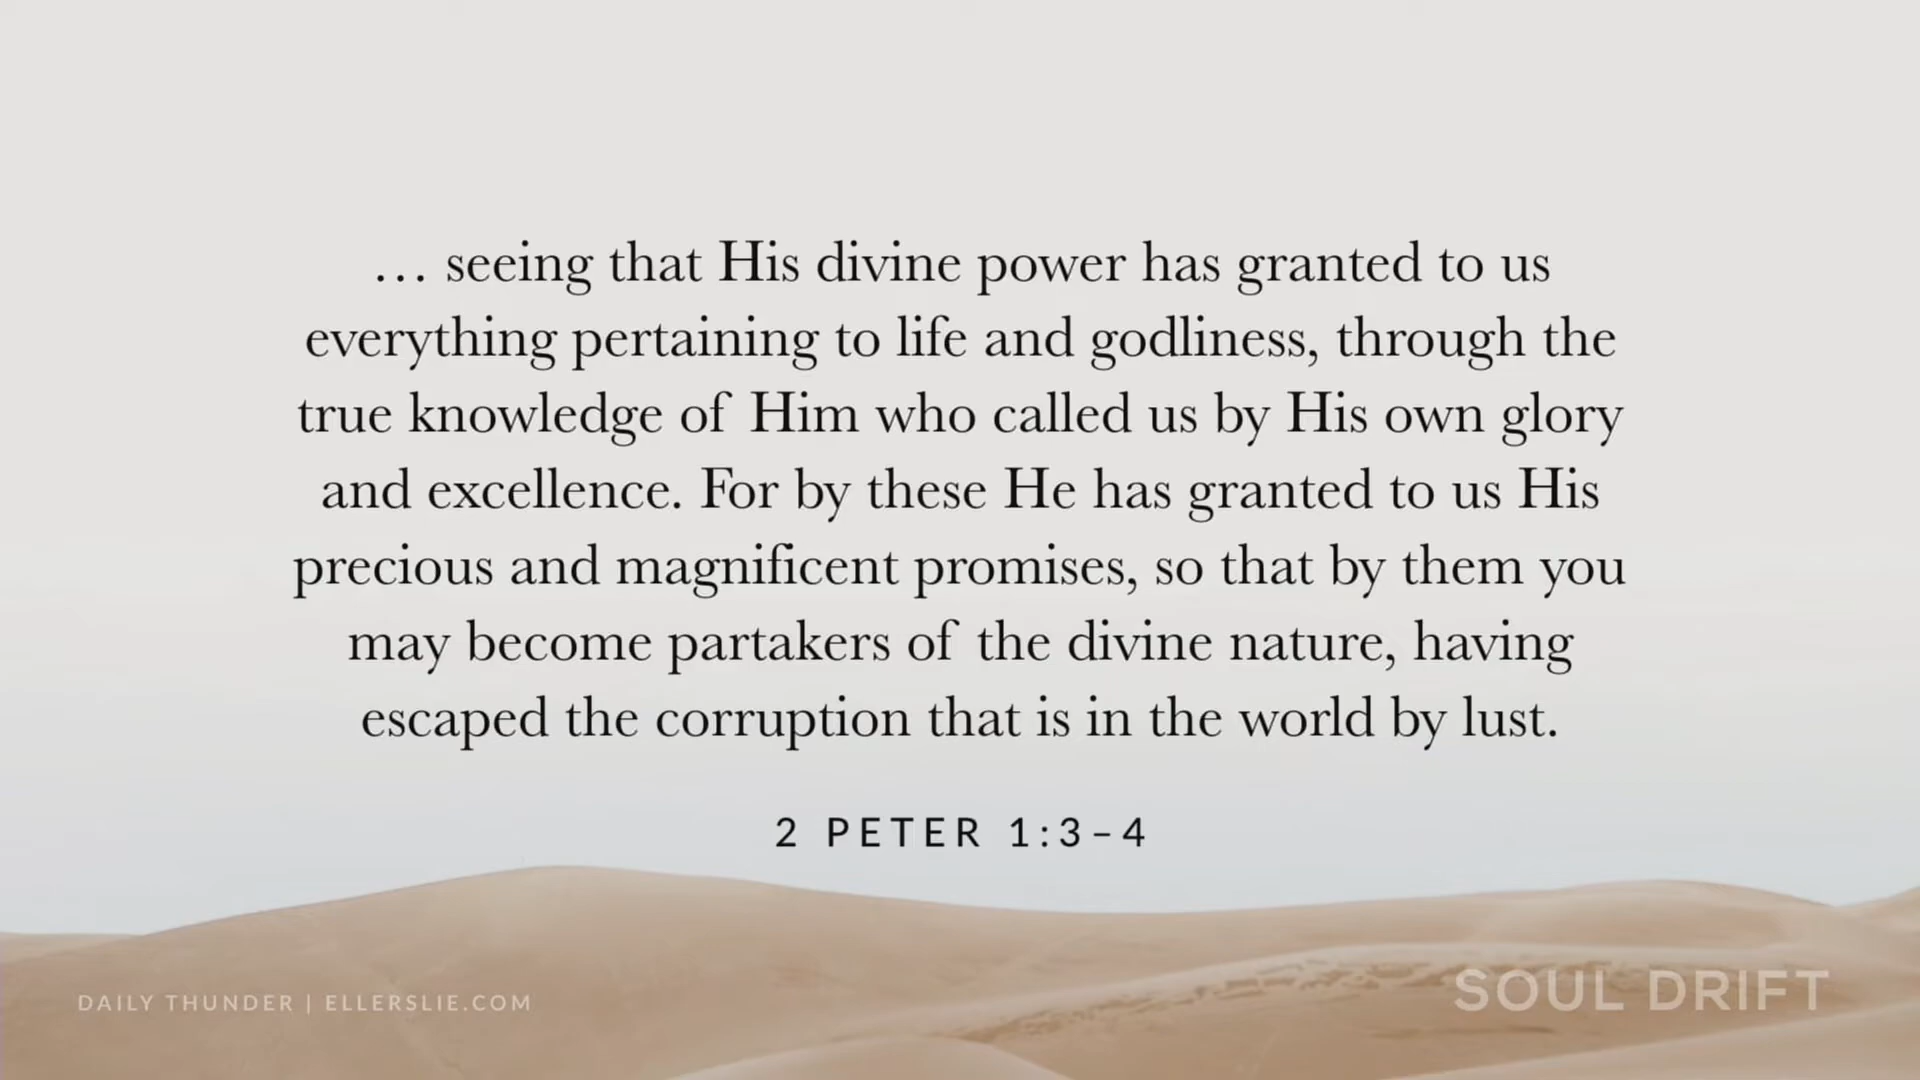 … seeing that His divine power has granted to us
everything pertaining to life and godliness, through the
true knowledge of Him who called us by His own glory
and excellence. For by these He has granted to us His
precious and magnificent promises, so that by them you
may become partakers of the divine nature, having
escaped the corruption that is in the world by lust.
2 PETER 1:3–4
DAILY THUNDER | ELLERSLIE.COM
SOUL DRIFT